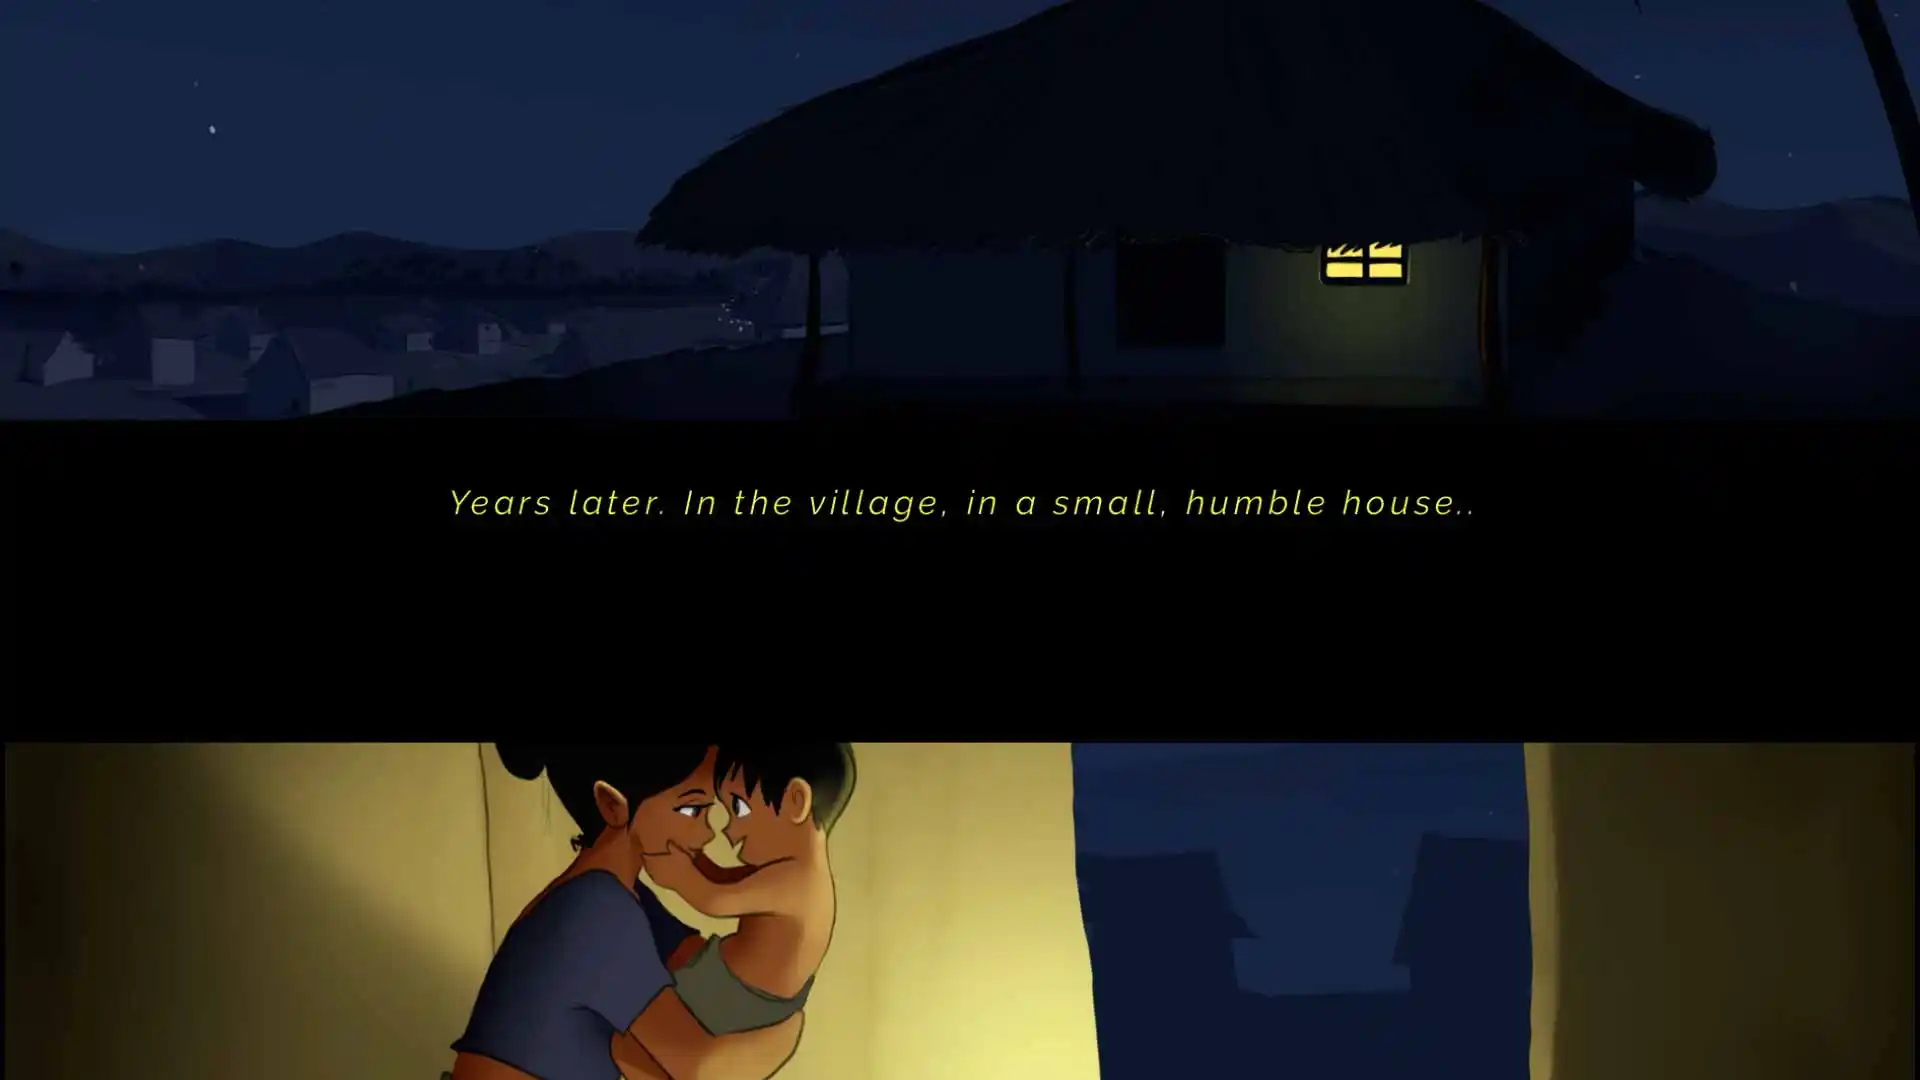 Years later. In the village, in a small, humble house..